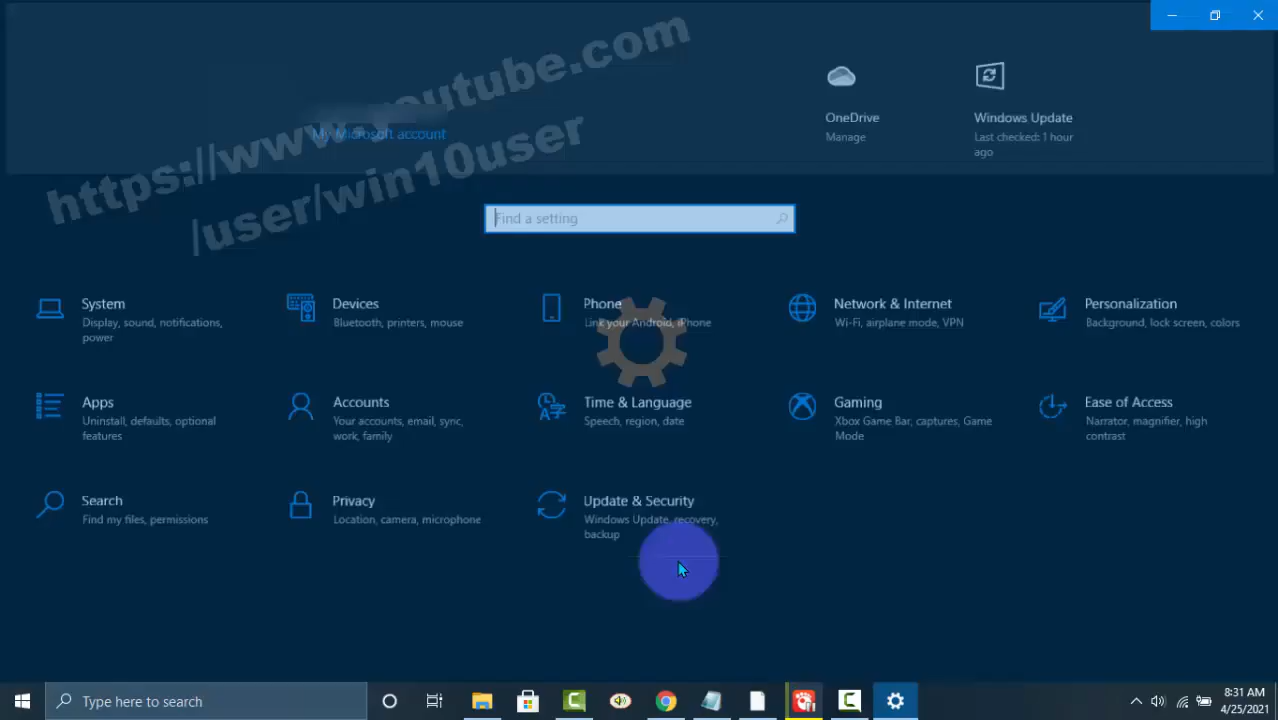 https://www.youtube.com
/user/win10user
My Microsoft account
OneDrive
Manage
Windows Update
Last checked: 1 hour
ago
Find a setting
System
Display, sound, notifications,
power
Devices
Bluetooth, printers, mouse
Phone
Link your Android, iPhone
Network & Internet
Wi-Fi, airplane mode, VPN
Personalization
Background, lock screen, colors
Apps
Uninstall, defaults, optional
features
Accounts
Your accounts, email, sync,
work, family
Time & Language
Speech, region, date
Gaming
Xbox Game Bar, captures, Game
Mode
Ease of Access
Narrator, magnifier, high
contrast
Search
Find my files, permissions
Privacy
Location, camera, microphone
Update & Security
Windows Update, recovery,
backup
Type here to search
8:31 AM
4/25/2021